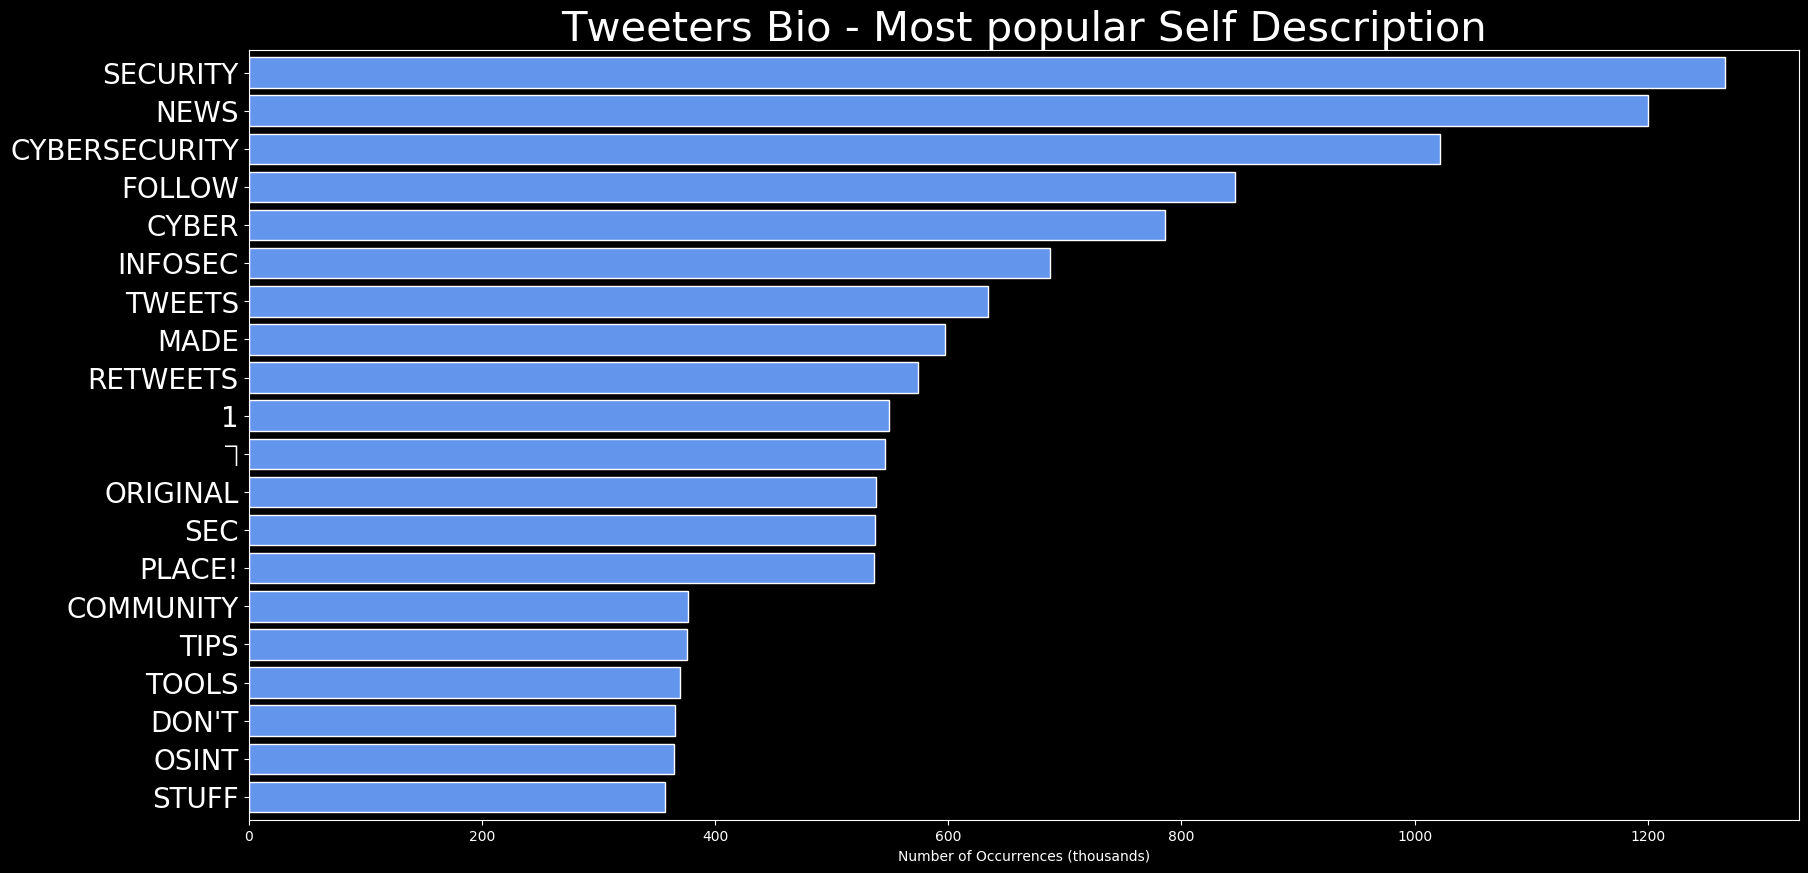 Tweeters Bio - Most popular Self Description
SECURITY
NEWS
CYBERSECURITY
FOLLOW
CYBER
INFOSEC
TWEETS
MADE
RETWEETS
1
ORIGINAL
SEC
PLACE!
COMMUNITY
TIPS
TOOLS
DON'T
OSINT
STUFF
0 200 400 600 800 1000 1200
Number of Occurrences (thousands)